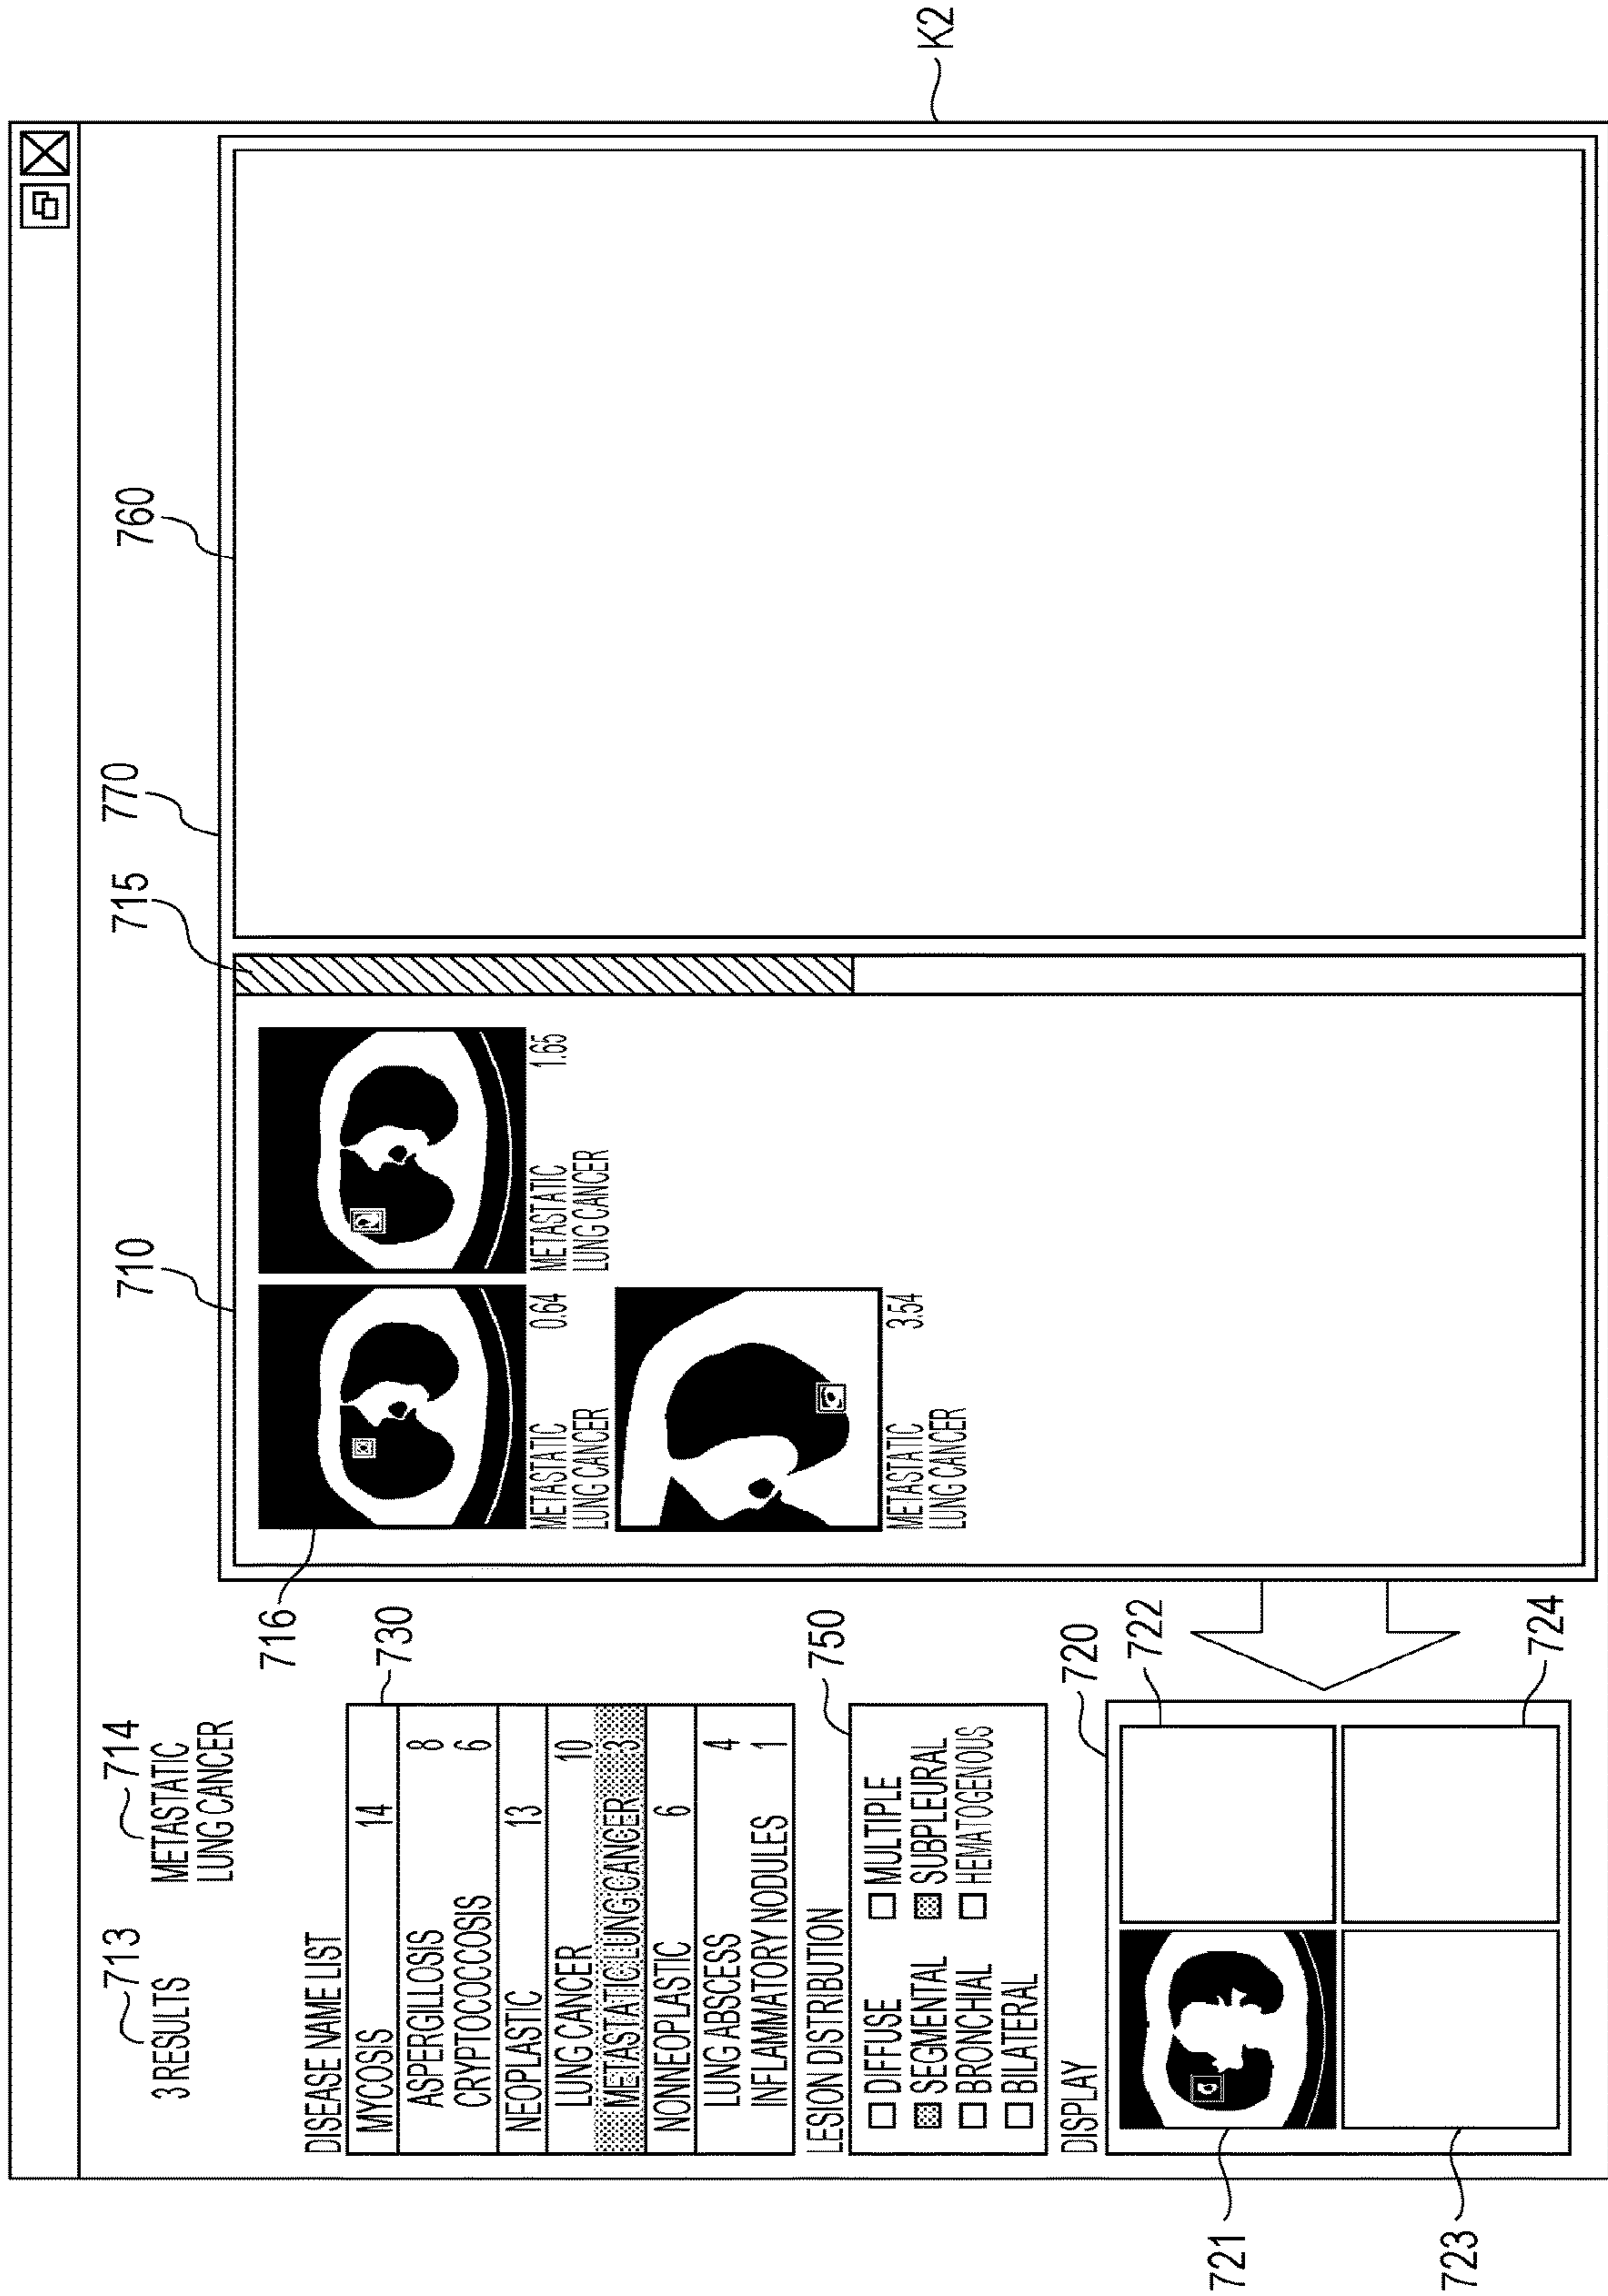 K2
760
770
715
710
716
~713
3 RESULTS
~714
METASTATIC
LUNG CANCER
DISEASE NAME LIST
730
MYCOSIS 14
ASPERGILLOSIS 8
CRYPTOCOCCOSIS 6
NEOPLASTIC 13
LUNG CANCER 10
METASTATIC LUNG CANCER 3
NONNEOPLASTIC 6
LUNG ABSCESS 4
INFLAMMATORY NODULES 1
LESION DISTRIBUTION
750
DIFFUSE MULTIPLE
SEGMENTAL SUBPLEURAL
BRONCHIAL HEMATOGENOUS
BILATERAL
DISPLAY
720
721
722
723
724
0.64
METASTATIC
LUNG CANCER
1.65
METASTATIC
LUNG CANCER
3.54
METASTATIC
LUNG CANCER